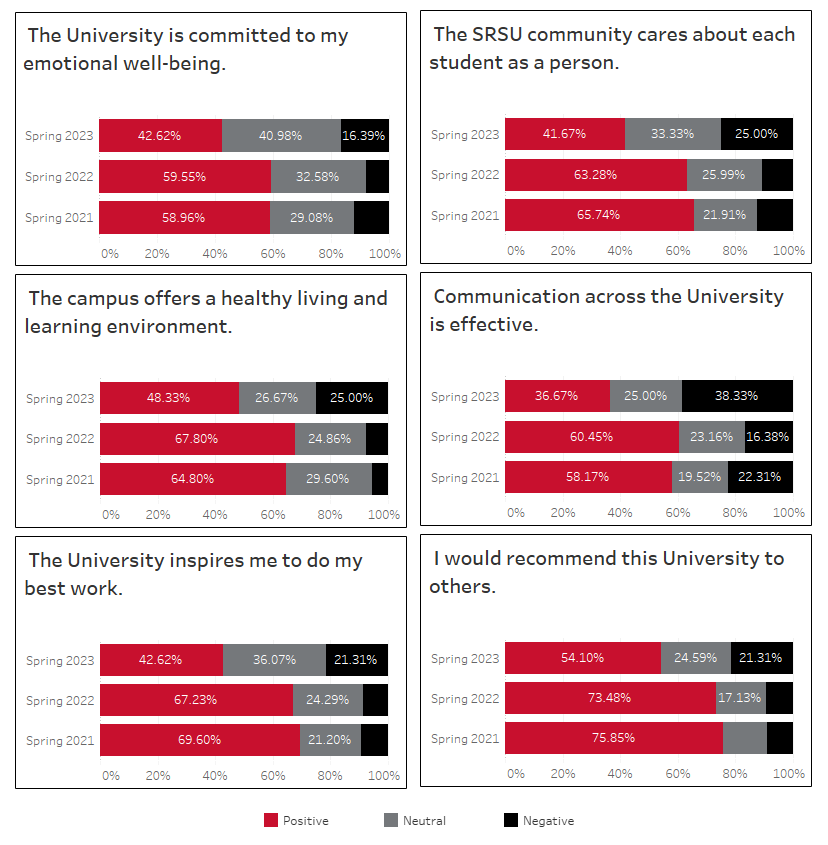 The University is committed to my
emotional well-being.
Spring 2023 42.62% 40.98% 16.39%
Spring 2022 59.55% 32.58%
Spring 2021 58.96% 29.08%
0% 20% 40% 60% 80% 100%
The SRSU community cares about each
student as a person.
Spring 2023 41.67% 33.33% 25.00%
Spring 2022 63.28% 25.99%
Spring 2021 65.74% 21.91%
0% 20% 40% 60% 80% 100%
The campus offers a healthy living and
learning environment.
Spring 2023 48.33% 26.67% 25.00%
Spring 2022 67.80% 24.86%
Spring 2021 64.80% 29.60%
0% 20% 40% 60% 80% 100%
Communication across the University
is effective.
Spring 2023 36.67% 25.00% 38.33%
Spring 2022 60.45% 23.16% 16.38%
Spring 2021 58.17% 19.52% 22.31%
0% 20% 40% 60% 80% 100%
The University inspires me to do my
best work.
Spring 2023 42.62% 36.07% 21.31%
Spring 2022 67.23% 24.29%
Spring 2021 69.60% 21.20%
0% 20% 40% 60% 80% 100%
I would recommend this University to
others.
Spring 2023 54.10% 24.59% 21.31%
Spring 2022 73.48% 17.13%
Spring 2021 75.85%
0% 20% 40% 60% 80% 100%
Positive Neutral Negative